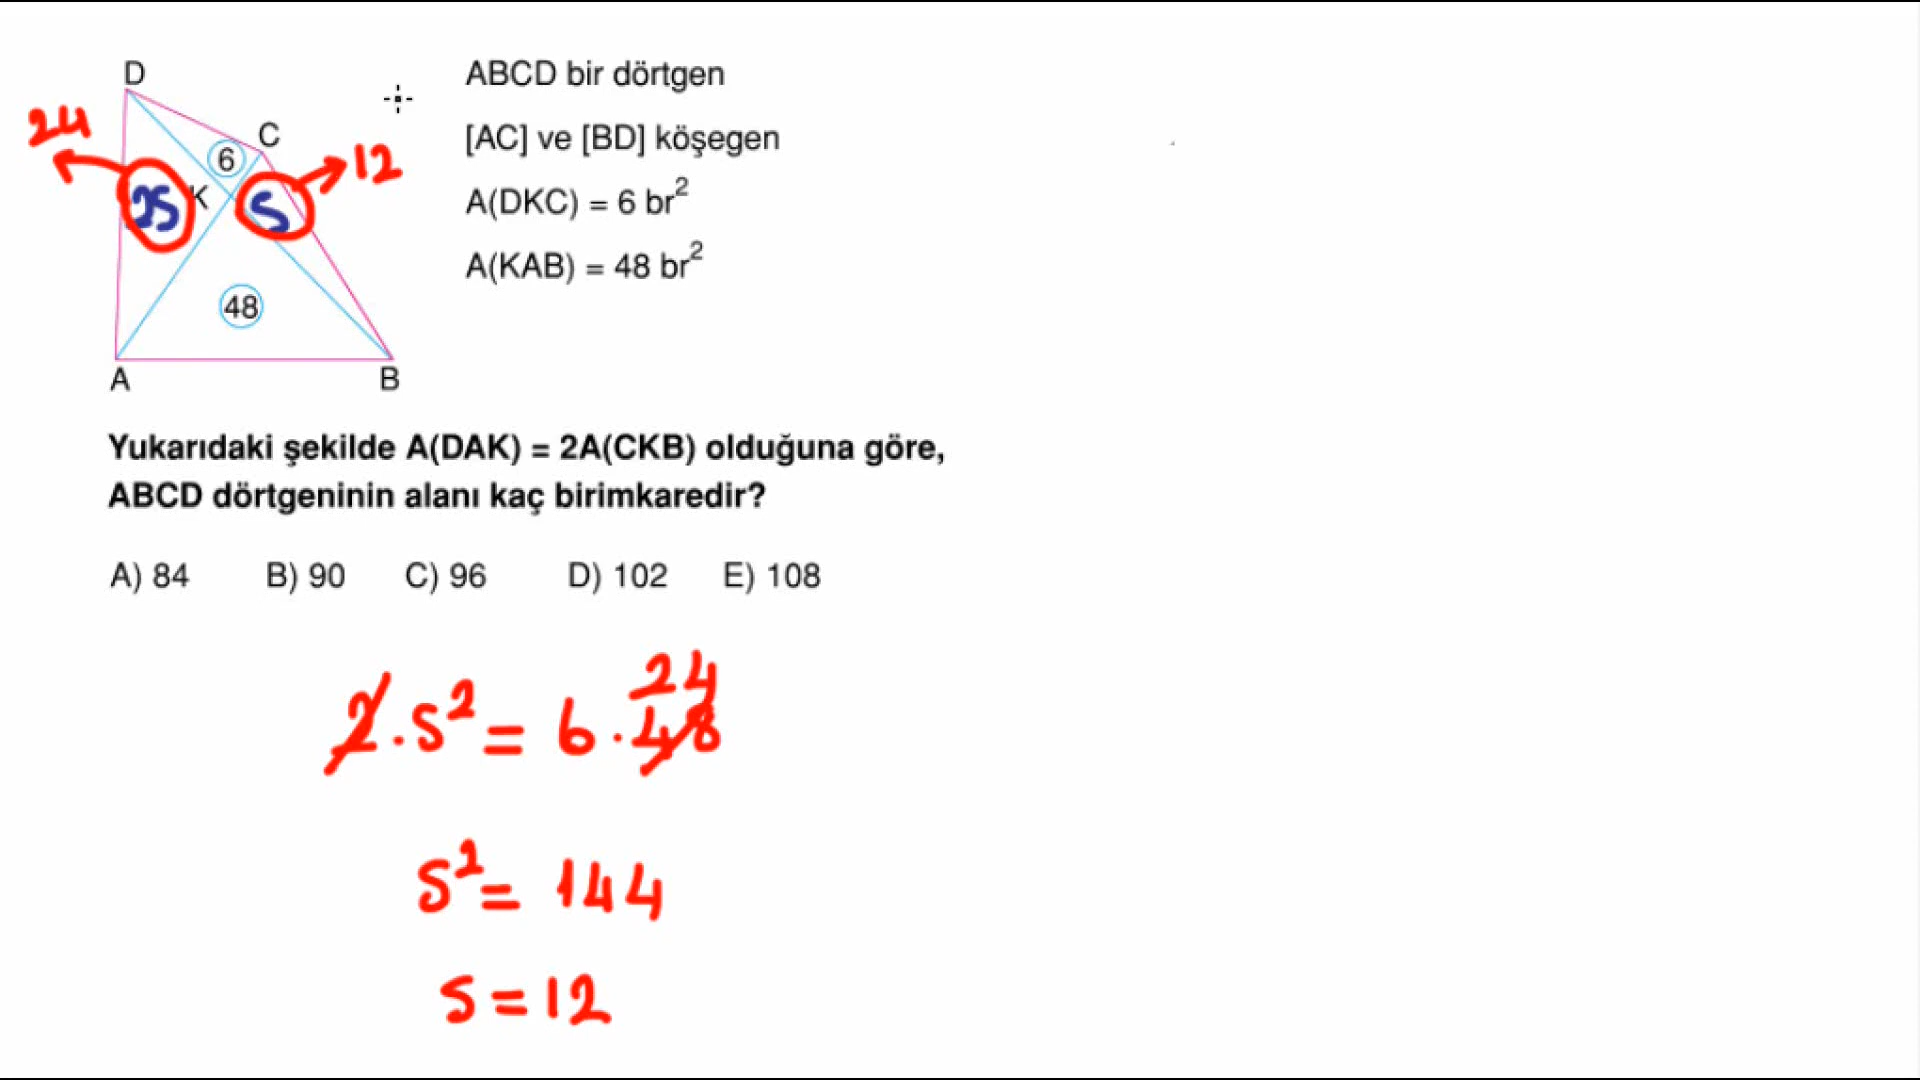 D
24
C
6
12
2S
K
S
48
A
B
ABCD bir dörtgen
[AC] ve [BD] köşegen
A(DKC) = 6 br²
A(KAB) = 48 br²
Yukarıdaki şekilde A(DAK) = 2A(CKB) olduğuna göre,
ABCD dörtgeninin alanı kaç birimkaredir?
A) 84 B) 90 C) 96 D) 102 E) 108
24
2.S² = 6.48
S² = 144
S = 12